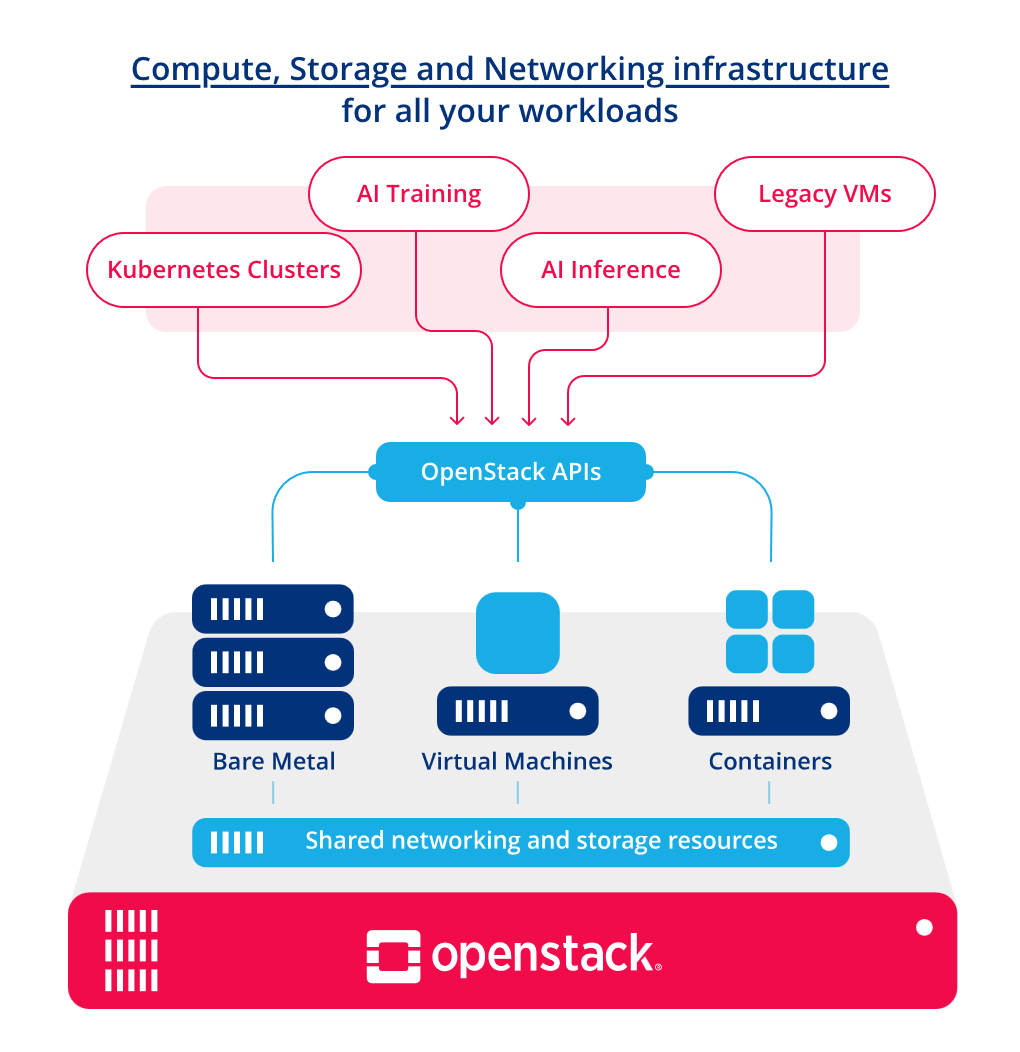 Compute, Storage and Networking infrastructure
for all your workloads
AI Training
Legacy VMs
Kubernetes Clusters
AI Inference
OpenStack APIs
Bare Metal
Virtual Machines
Containers
Shared networking and storage resources
openstack®